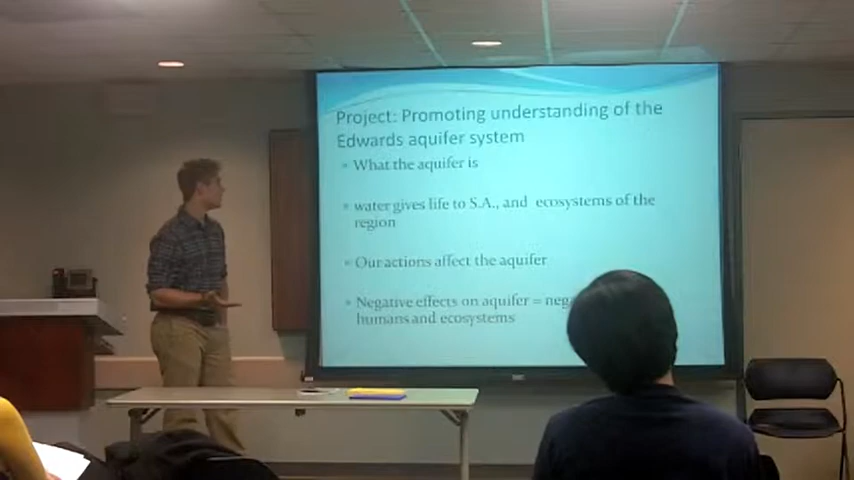 Project: Promoting understanding of the
Edwards aquifer system
What the aquifer is
water gives life to S.A., and ecosystems of the
region
Our actions affect the aquifer
Negative effects on aquifer =
humans and ecosystems